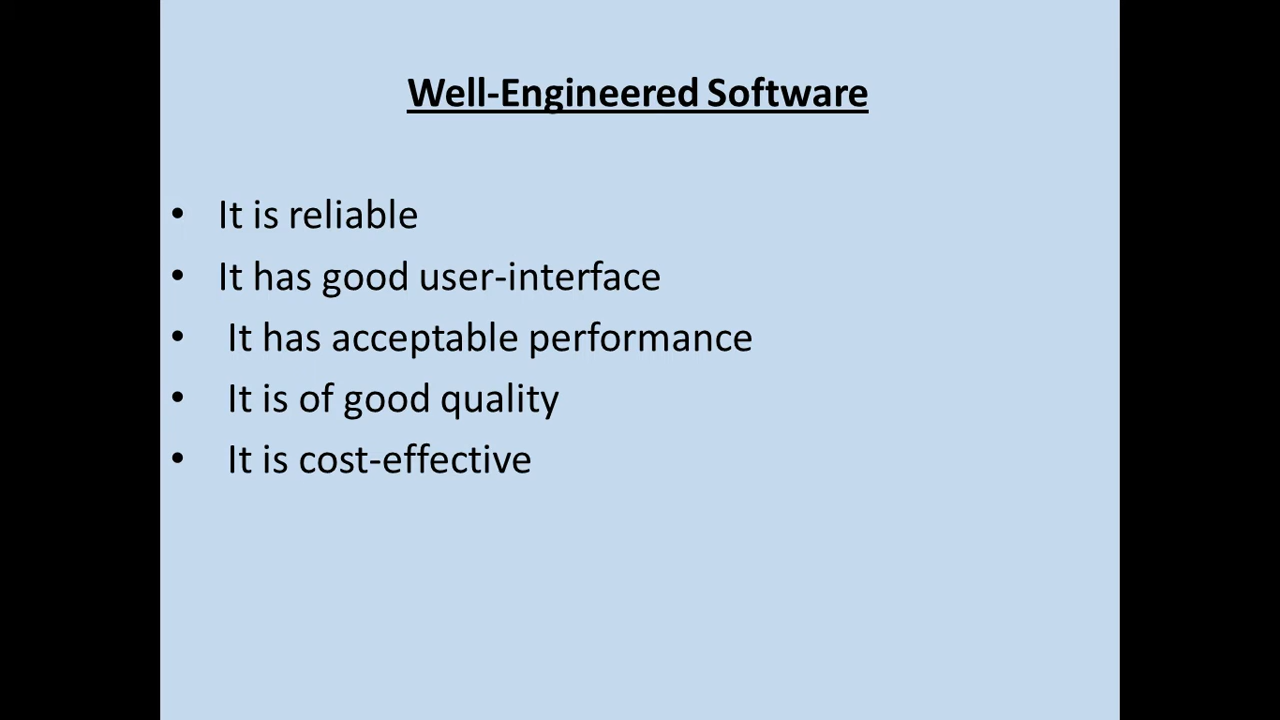 Well-Engineered Software
• It is reliable
• It has good user-interface
• It has acceptable performance
• It is of good quality
• It is cost-effective